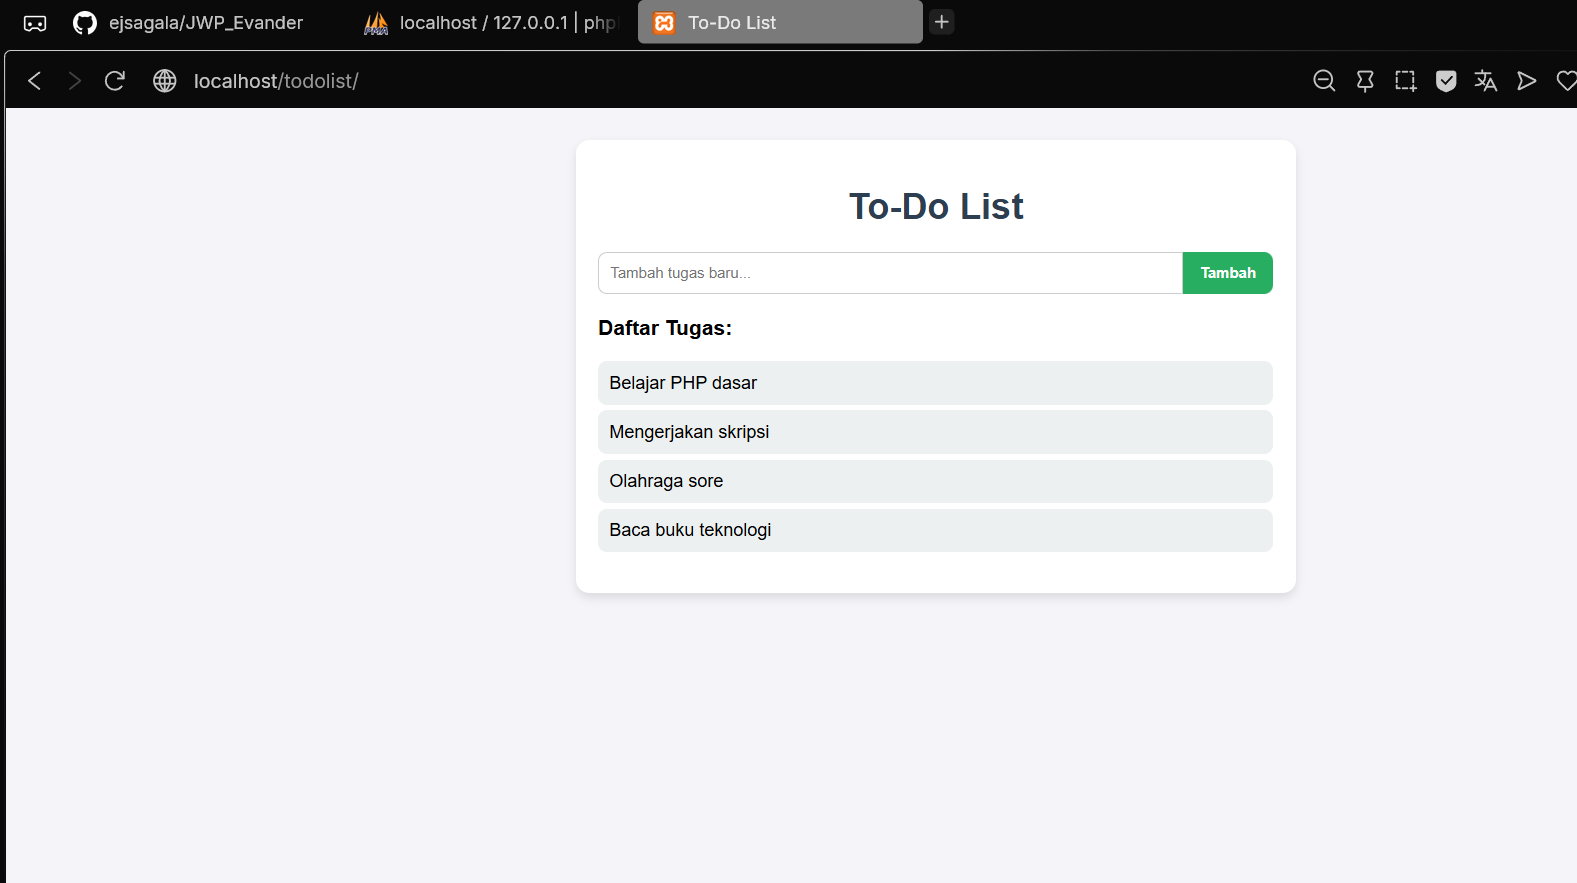 ejsagala/JWP_Evander
localhost / 127.0.0.1 | php
To-Do List
localhost/todolist/
To-Do List
Tambah tugas baru...
Tambah
Daftar Tugas:
Belajar PHP dasar
Mengerjakan skripsi
Olahraga sore
Baca buku teknologi